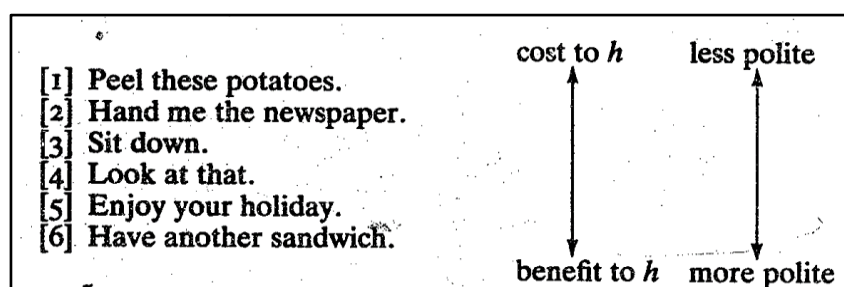 cost to h less polite
[1] Peel these potatoes.
[2] Hand me the newspaper.
[3] Sit down.
[4] Look at that.
[5] Enjoy your holiday.
[6] Have another sandwich.
benefit to h more polite